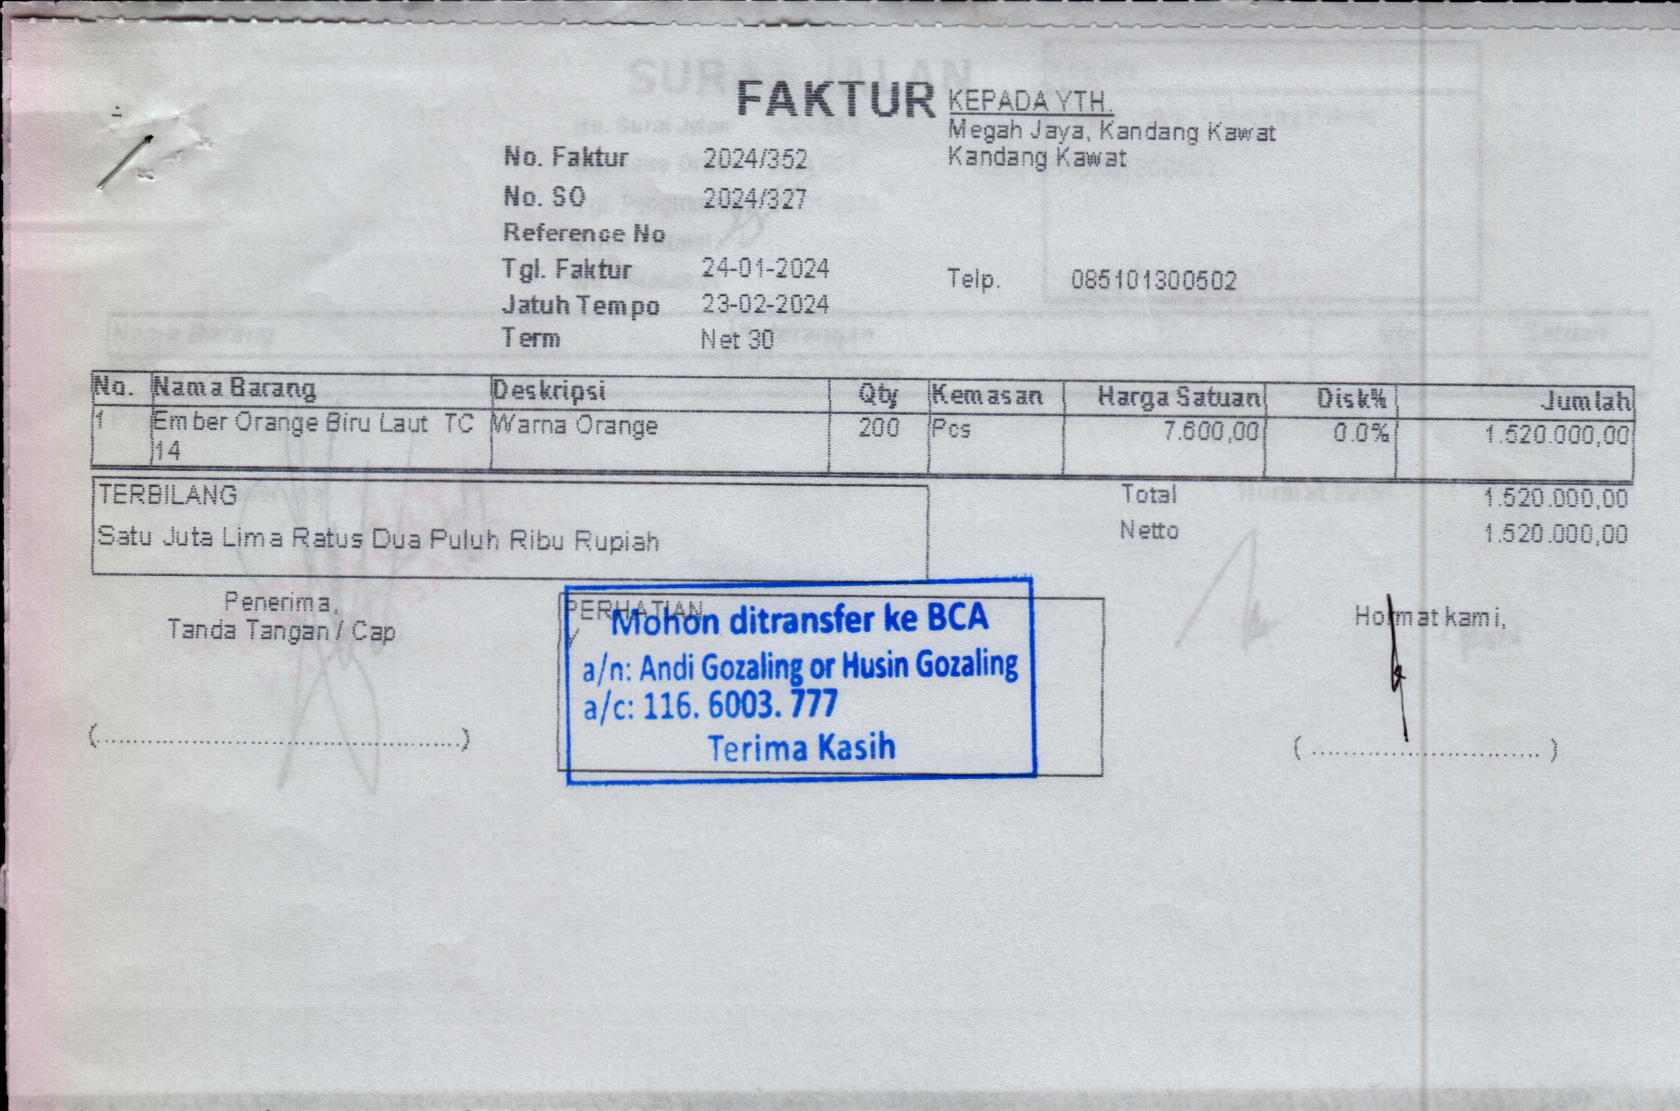 FAKTUR
KEPADA YTH.
Megah Jaya, Kandang Kawat
Kandang Kawat
No. Faktur 2024/352
No. SO 2024/327
Reference No
Tgl. Faktur 24-01-2024
Telp. 085101300502
Jatuh Tempo 23-02-2024
Term Net 30
No. Nama Barang Deskripsi Qty Kemasan Harga Satuan Disk% Jumlah
1 Ember Orange Biru Laut TC Warna Orange 200 Pcs 7.600,00 0.0% 1.520.000,00
14
TERBILANG
Satu Juta Lima Ratus Dua Puluh Ribu Rupiah
Total 1.520.000,00
Netto 1.520.000,00
Penerima,
Tanda Tangan / Cap
(..............................................)
PERHATIAN
Mohon ditransfer ke BCA
a/n: Andi Gozaling or Husin Gozaling
a/c: 116. 6003. 777
Terima Kasih
Hormat kami,
( ............................. )